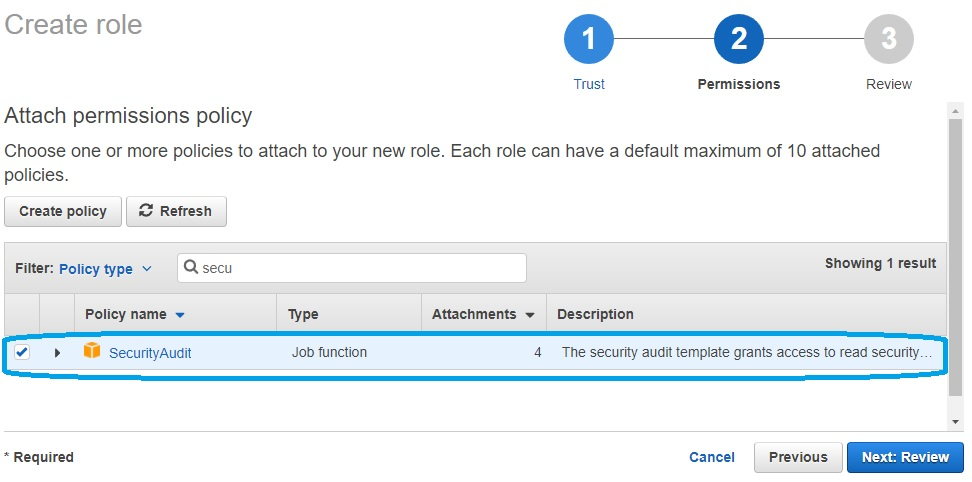 Create role
1
2
3
Trust
Permissions
Review
Attach permissions policy
Choose one or more policies to attach to your new role. Each role can have a default maximum of 10 attached
policies.
Create policy
Refresh
Filter: Policy type
secu
Showing 1 result
Policy name
Type
Attachments
Description
SecurityAudit
Job function
4
The security audit template grants access to read security…
* Required
Cancel
Previous
Next: Review